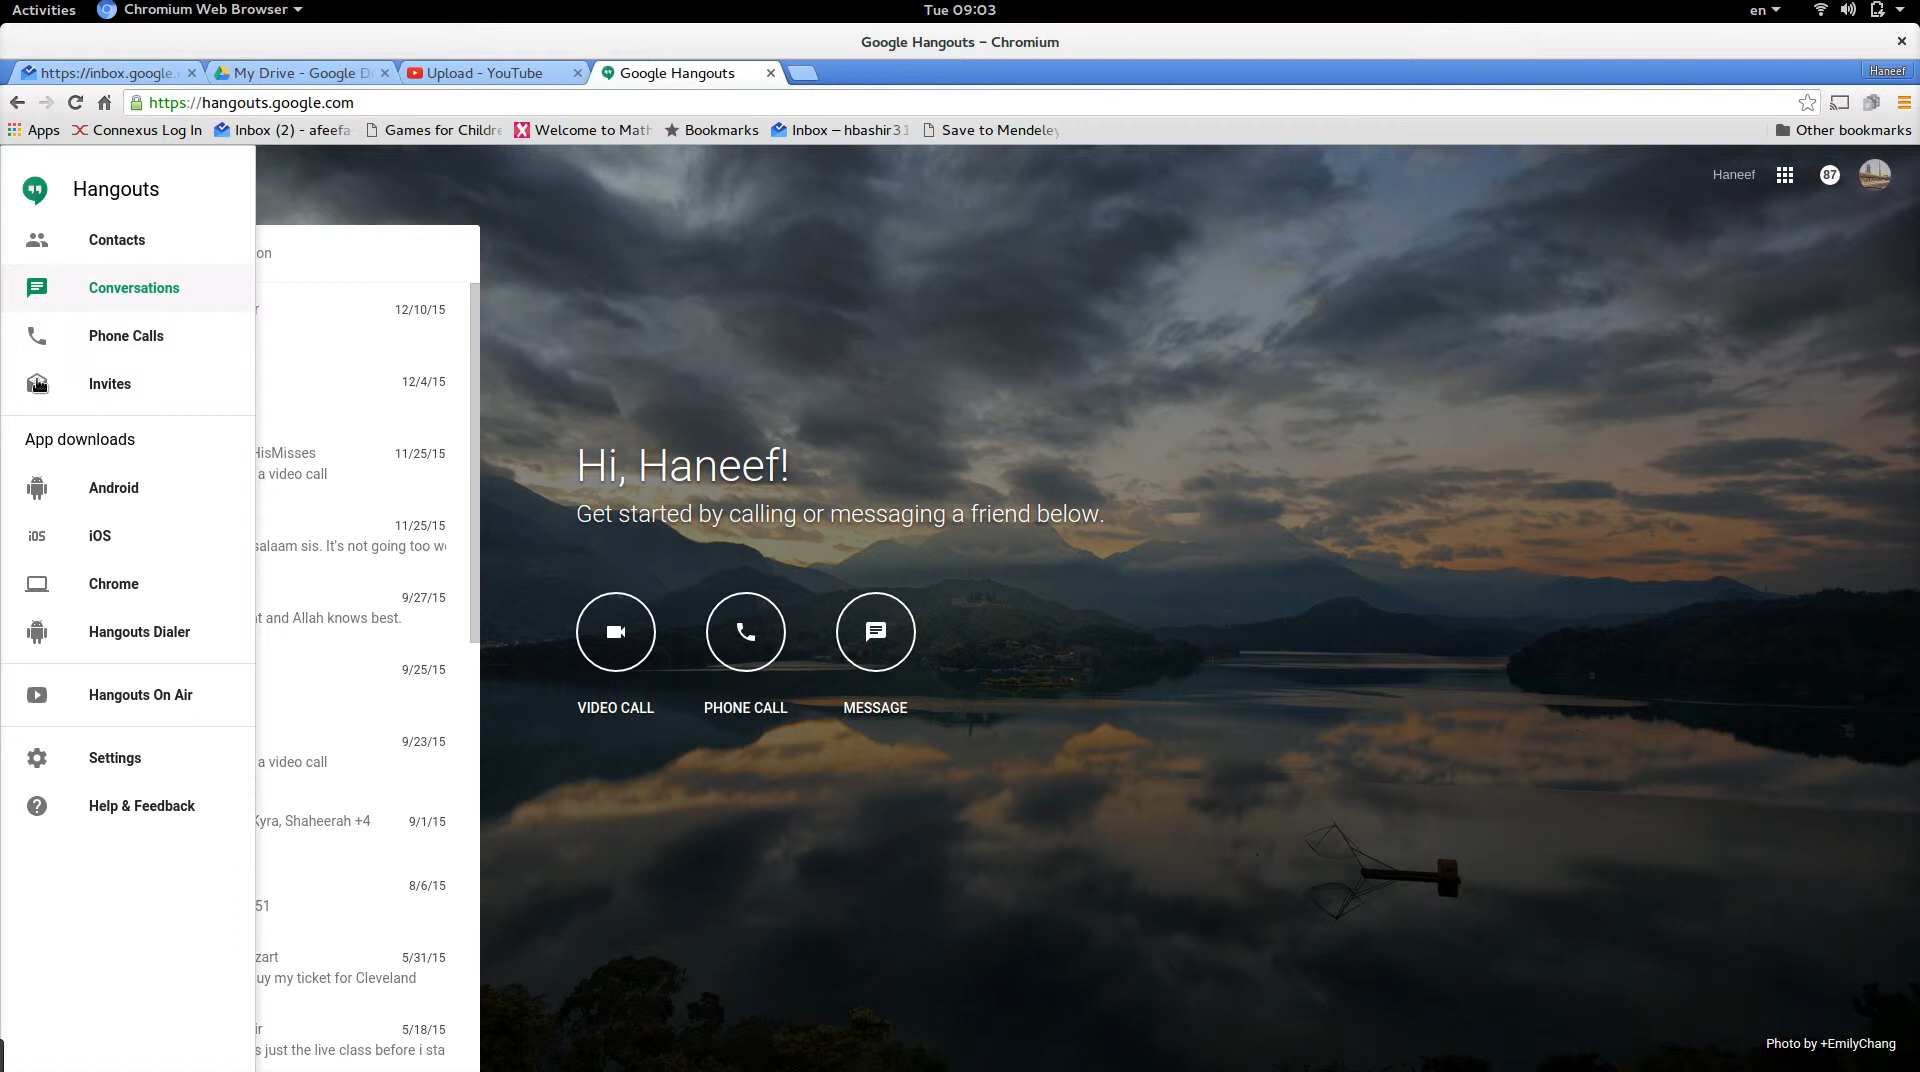 Activities
Chromium Web Browser
Tue 09:03
en
Google Hangouts – Chromium
https://inbox.google.
My Drive - Google D
Upload - YouTube
Google Hangouts
Haneef
https://hangouts.google.com
Apps
Connexus Log In
Inbox (2) - afeefa
Games for Childre
Welcome to Math
Bookmarks
Inbox – hbashir31
Save to Mendeley
Other bookmarks
Hangouts
Contacts
Conversations
Phone Calls
Invites
App downloads
Android
iOS
iOS
Chrome
Hangouts Dialer
Hangouts On Air
Settings
Help & Feedback
on
r
12/10/15
12/4/15
HisMisses
11/25/15
a video call
11/25/15
salaam sis. It's not going too we
9/27/15
nt and Allah knows best.
9/25/15
9/23/15
a video call
Kyra, Shaheerah +4
9/1/15
8/6/15
51
zart
5/31/15
uy my ticket for Cleveland
ir
5/18/15
s just the live class before i sta
Haneef
87
Hi, Haneef!
Get started by calling or messaging a friend below.
VIDEO CALL
PHONE CALL
MESSAGE
Photo by +EmilyChang